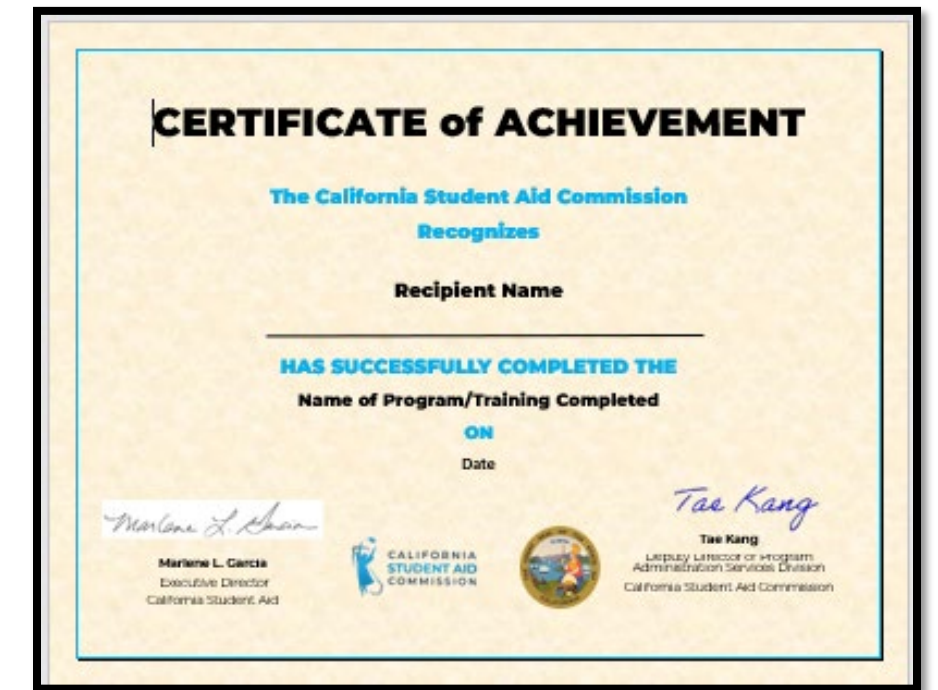 CERTIFICATE of ACHIEVEMENT
The California Student Aid Commission
Recognizes
Recipient Name
HAS SUCCESSFULLY COMPLETED THE
Name of Program/Training Completed
ON
Date
Marlene L. Garcia
Marlene L. Garcia
Executive Director
California Student Aid
CALIFORNIA
STUDENT AID
COMMISSION
Tae Kang
Tae Kang
Deputy Director of Program
Administration Services Division
California Student Aid Commission